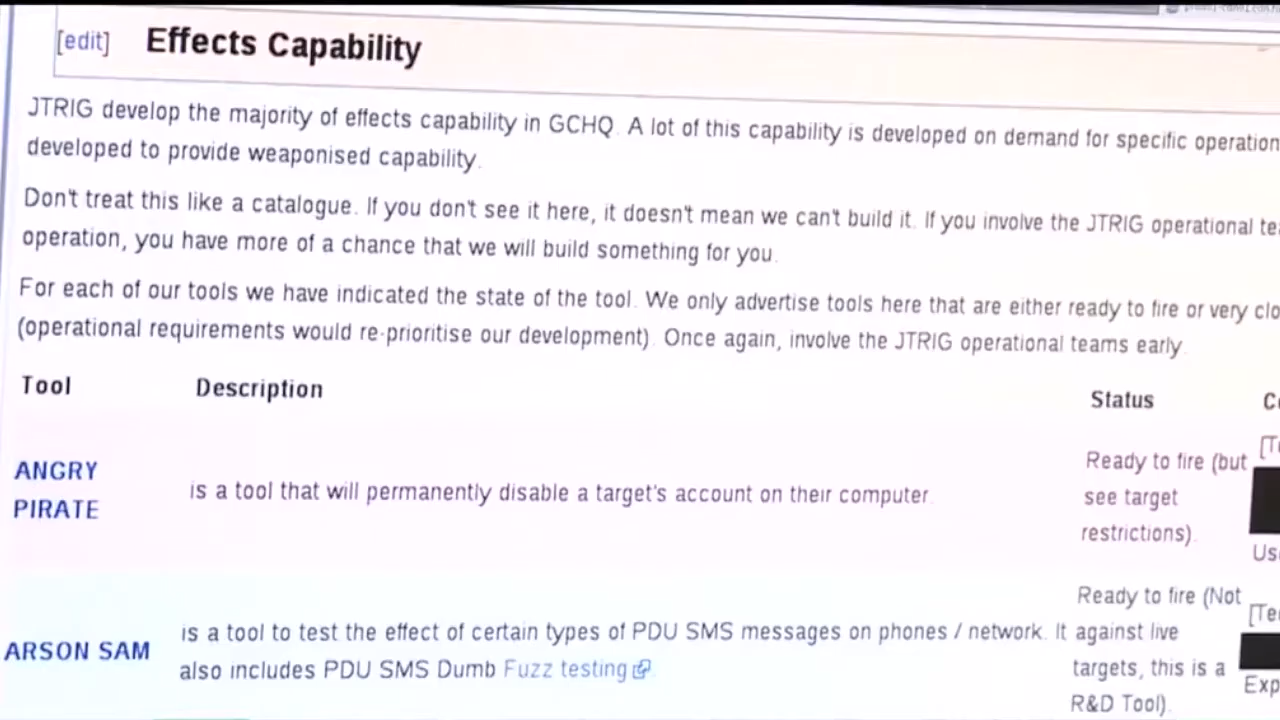 [edit] Effects Capability
JTRIG develop the majority of effects capability in GCHQ. A lot of this capability is developed on demand for specific operation
developed to provide weaponised capability.
Don't treat this like a catalogue. If you don't see it here, it doesn't mean we can't build it. If you involve the JTRIG operational te
operation, you have more of a chance that we will build something for you.
For each of our tools we have indicated the state of the tool. We only advertise tools here that are either ready to fire or very clo
(operational requirements would re-prioritise our development). Once again, involve the JTRIG operational teams early.
Tool Description Status
ANGRY
PIRATE
is a tool that will permanently disable a target's account on their computer.
Ready to fire (but
see target
restrictions).
ARSON SAM
is a tool to test the effect of certain types of PDU SMS messages on phones / network. It
also includes PDU SMS Dumb Fuzz testing
Ready to fire (Not
against live
targets, this is a
R&D Tool).
[Te
Exp